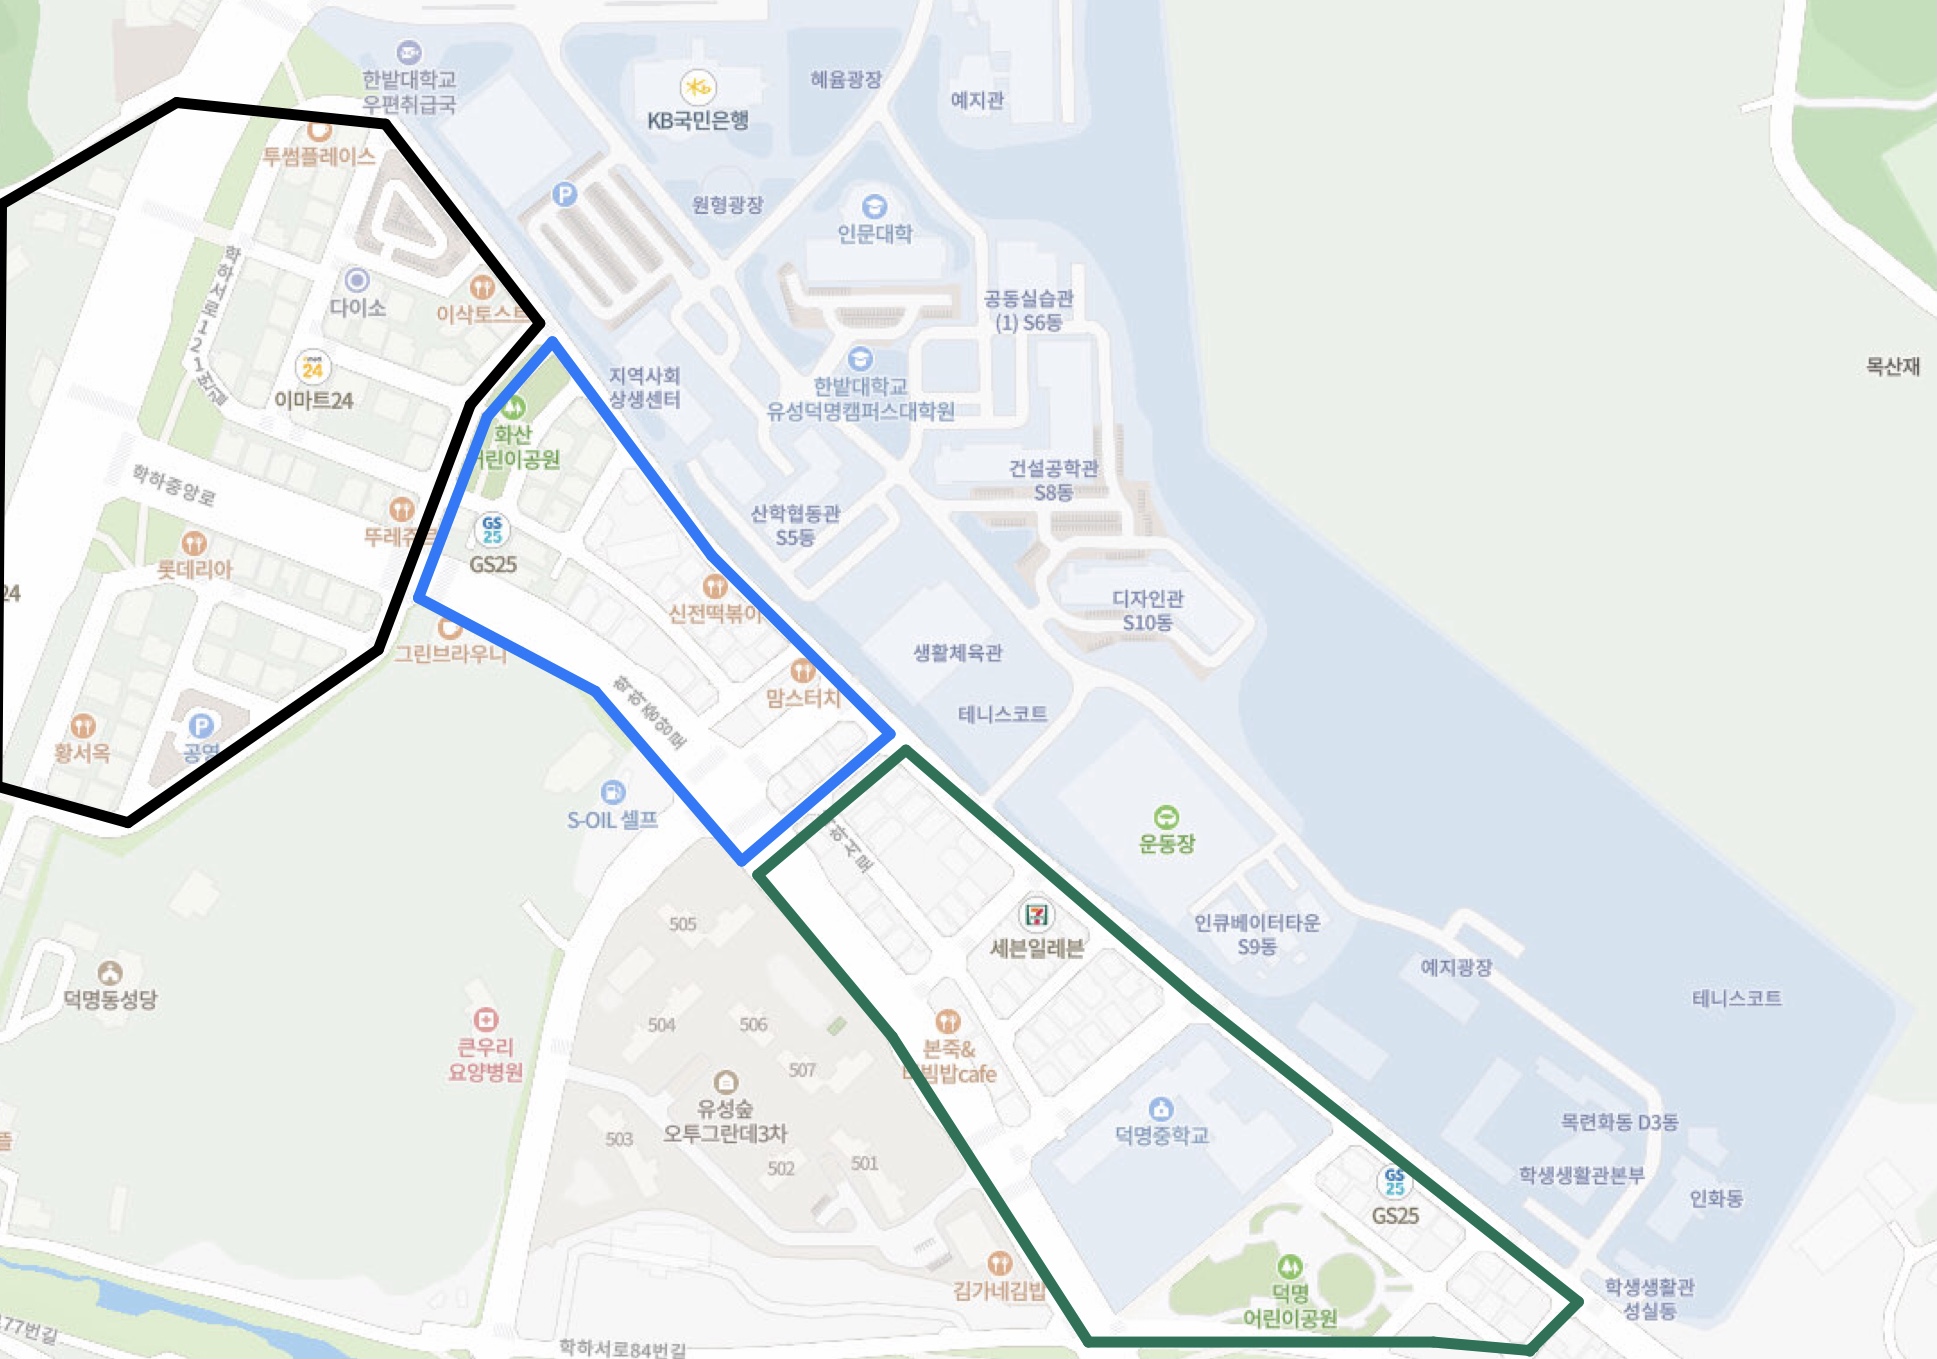 한밭대학교
우편취급국
KB국민은행
혜윰광장
예지관
투썸플레이스
P
원형광장
인문대학
학하서로121번길
다이소
이삭토스트
공동실습관
(1) S6동
emart
24
이마트24
지역사회
상생센터
한밭대학교
유성덕명캠퍼스대학원
목산재
화산
어린이공원
학하중앙로
건설공학관
S8동
뚜레쥬르
GS
25
GS25
산학협동관
S5동
롯데리아
24
신전떡볶이
디자인관
S10동
그린브라우니
생활체육관
맘스터치
테니스코트
학하중앙로
황서옥
P
공영
S-OIL 셀프
학하서로
운동장
505
7
세븐일레븐
인큐베이터타운
S9동
예지광장
테니스코트
덕명동성당
504
506
큰우리
요양병원
본죽&
비빔밥cafe
507
유성숲
오투그란데3차
503
502
501
덕명중학교
목련화동 D3동
학생생활관본부
인화동
뜰
GS
25
GS25
김가네김밥
덕명
어린이공원
학생생활관
성실동
77번길
학하서로84번길